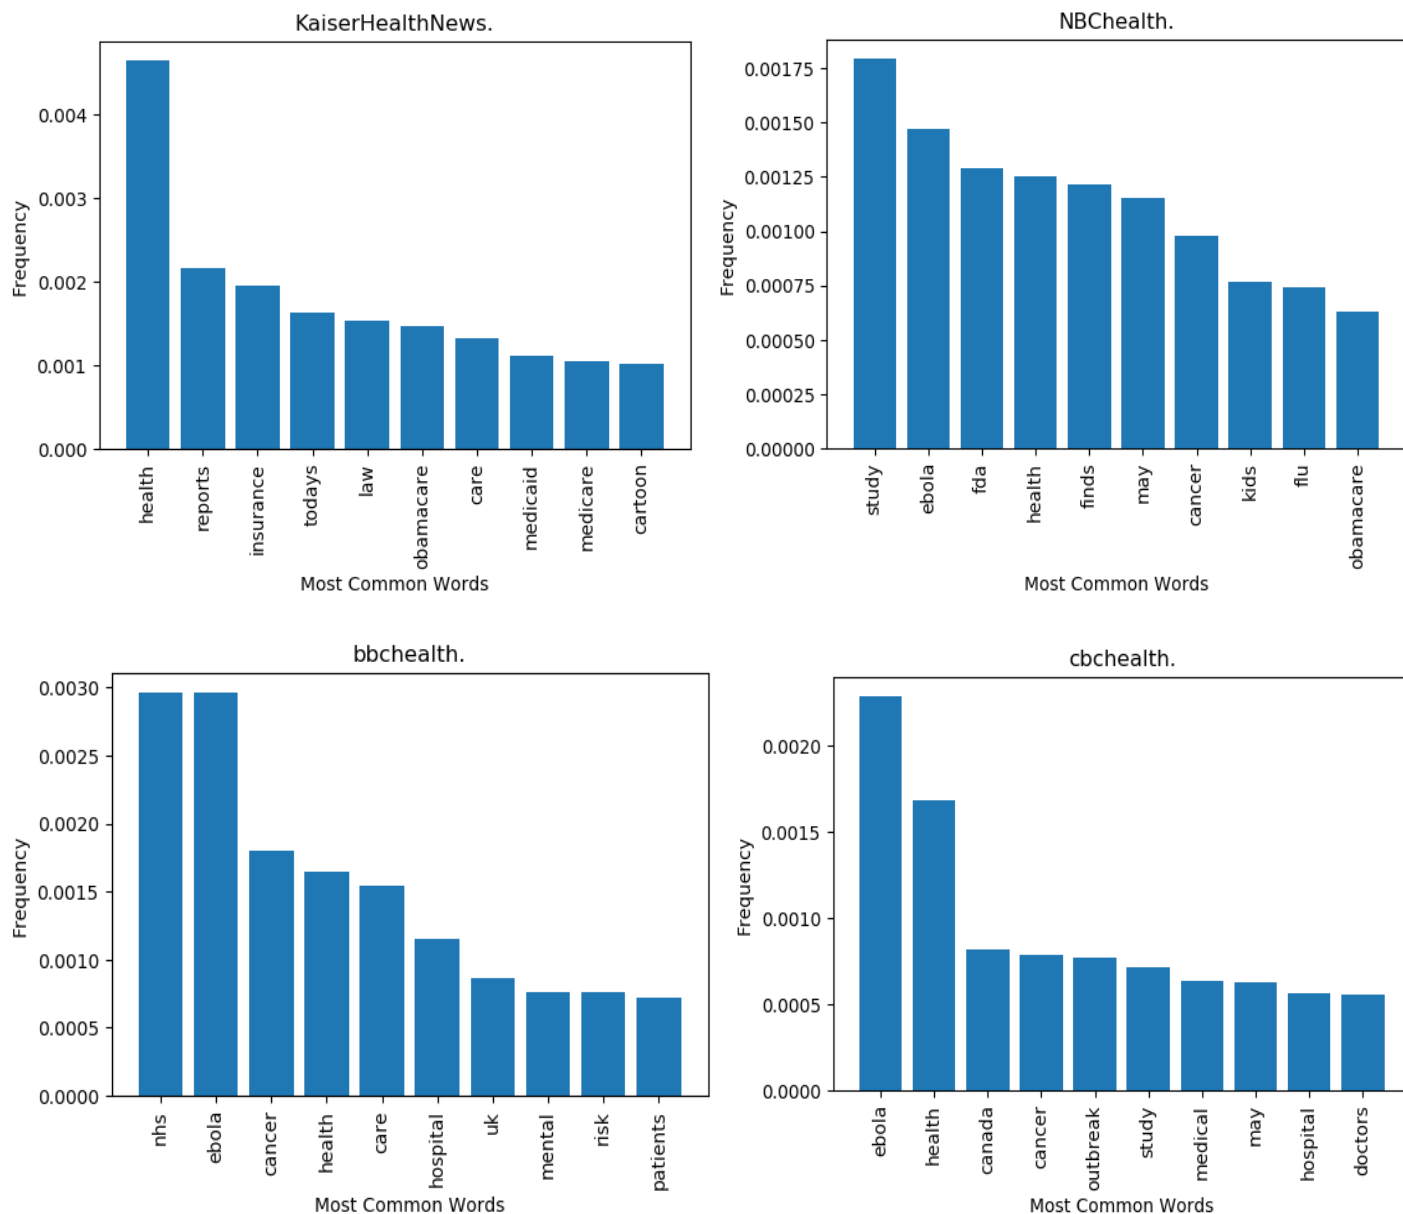 KaiserHealthNews.
0.004
0.003
0.002
0.001
0.000
Frequency
health
reports
insurance
todays
law
obamacare
care
medicaid
medicare
cartoon
Most Common Words
NBChealth.
0.00175
0.00150
0.00125
0.00100
0.00075
0.00050
0.00025
0.00000
Frequency
study
ebola
fda
health
finds
may
cancer
kids
flu
obamacare
Most Common Words
bbchealth.
0.0030
0.0025
0.0020
0.0015
0.0010
0.0005
0.0000
Frequency
nhs
ebola
cancer
health
care
hospital
uk
mental
risk
patients
Most Common Words
cbchealth.
0.0020
0.0015
0.0010
0.0005
0.0000
Frequency
ebola
health
canada
cancer
outbreak
study
medical
may
hospital
doctors
Most Common Words